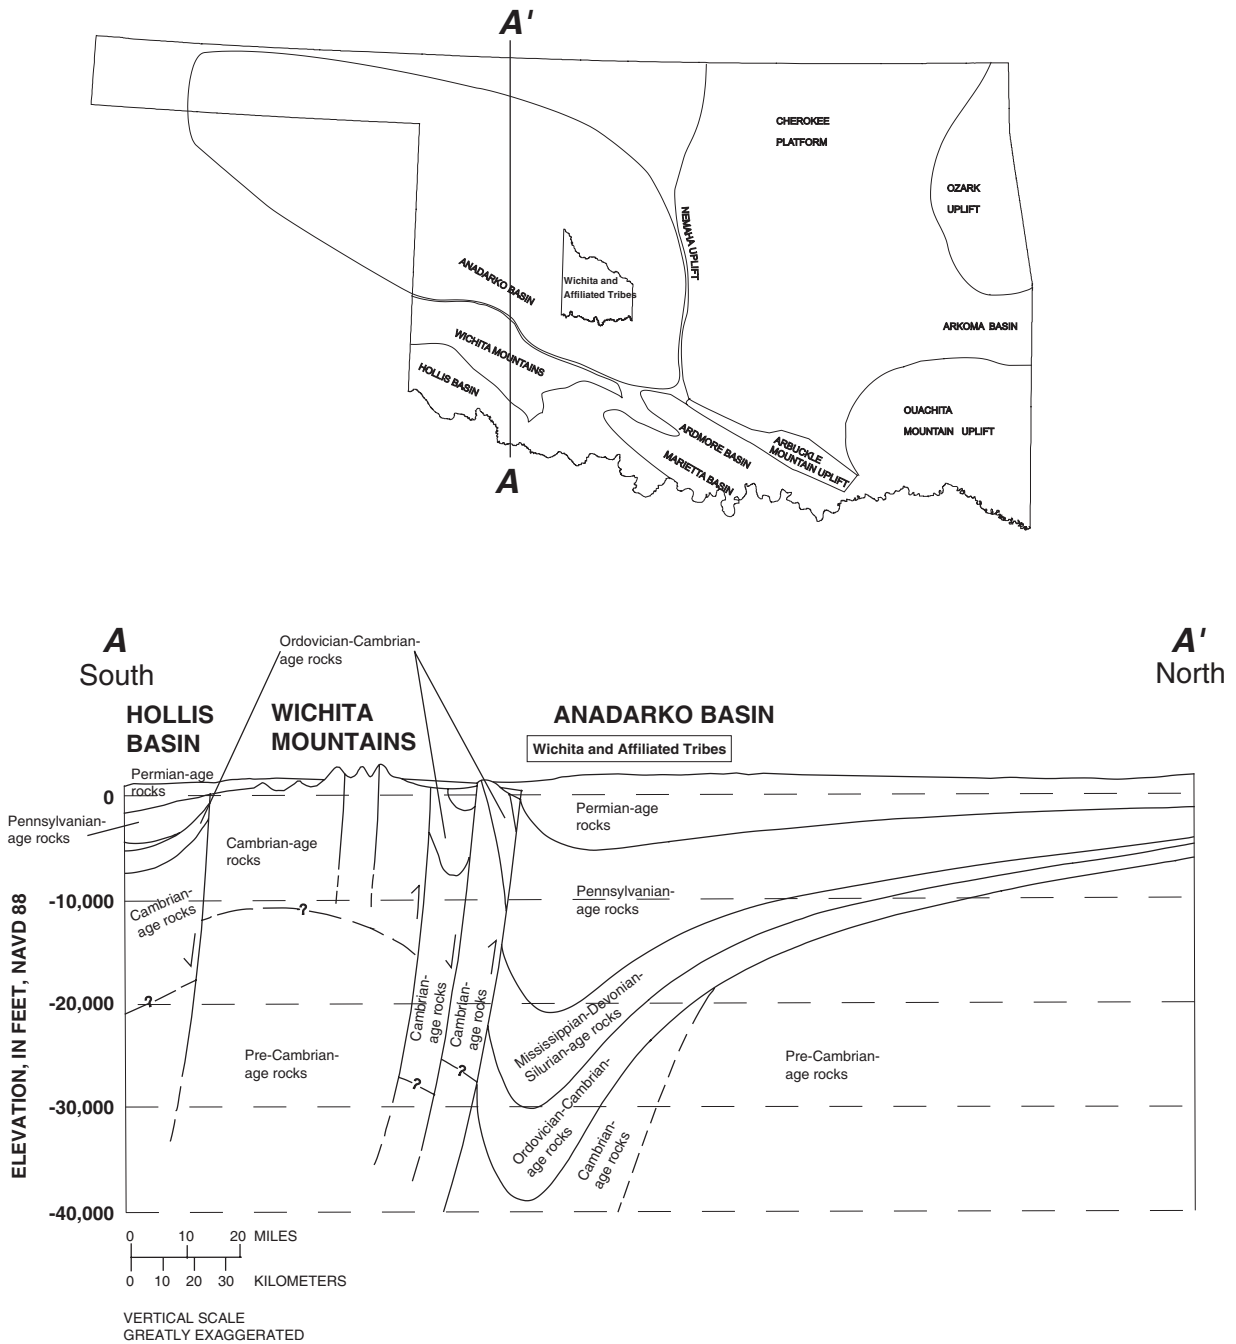 A'
CHEROKEE
PLATFORM
OZARK
UPLIFT
NEMAHA UPLIFT
ANADARKO BASIN
Wichita and
Affiliated Tribes
ARKOMA BASIN
WICHITA MOUNTAINS
HOLLIS BASIN
OUACHITA
MOUNTAIN UPLIFT
ARDMORE BASIN
ARBUCKLE
MOUNTAIN UPLIFT
MARIETTA BASIN
A
A
South
Ordovician-Cambrian-
age rocks
A'
North
HOLLIS
BASIN
WICHITA
MOUNTAINS
ANADARKO BASIN
Wichita and Affiliated Tribes
Permian-age
rocks
0
Pennsylvanian-
age rocks
Permian-age
rocks
Cambrian-age
rocks
Cambrian-
age rocks
Pennsylvanian-
age rocks
-10,000
?
?
-20,000
Cambrian-
age rocks
Cambrian-
age rocks
Mississippian-Devonian-
Silurian-age rocks
Pre-Cambrian-
age rocks
Pre-Cambrian-
age rocks
?
?
-30,000
Ordovician-Cambrian-
age rocks
Cambrian-
age rocks
-40,000
ELEVATION, IN FEET, NAVD 88
0 10 20 MILES
0 10 20 30 KILOMETERS
VERTICAL SCALE
GREATLY EXAGGERATED